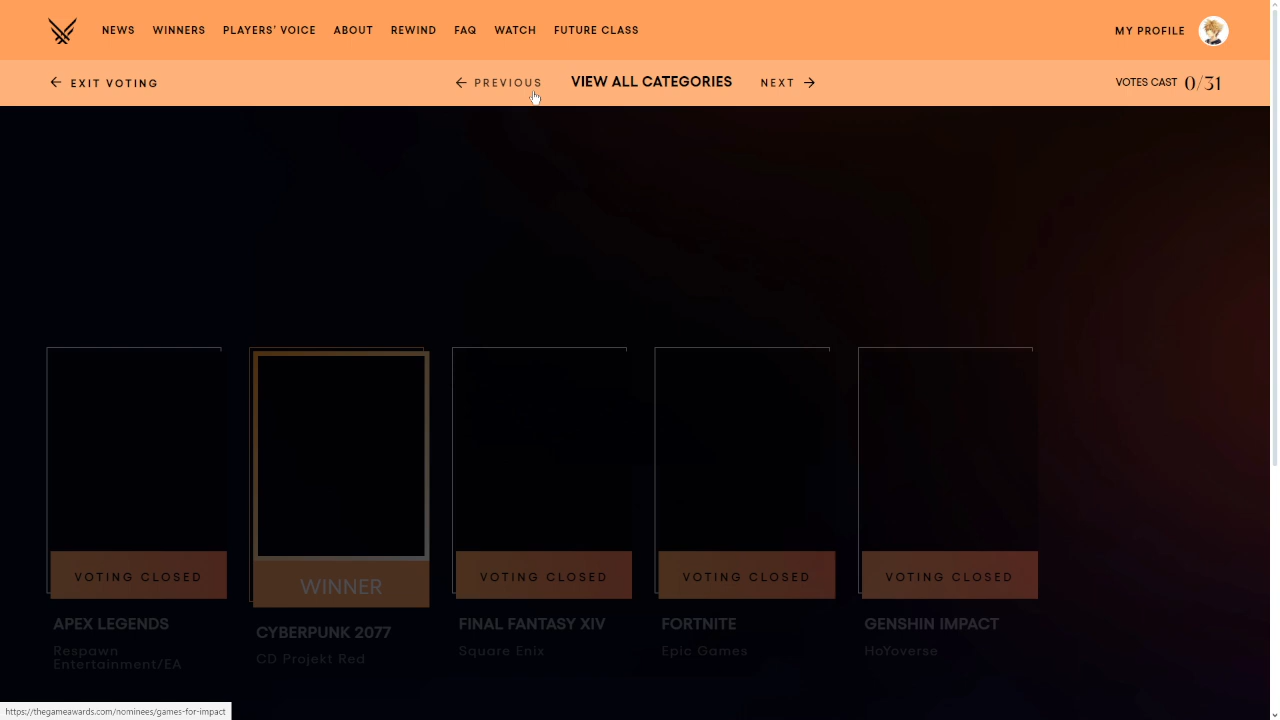 NEWS WINNERS PLAYERS' VOICE ABOUT REWIND FAQ WATCH FUTURE CLASS MY PROFILE
EXIT VOTING PREVIOUS VIEW ALL CATEGORIES NEXT VOTES CAST 0/31
VOTING CLOSED WINNER VOTING CLOSED VOTING CLOSED VOTING CLOSED
APEX LEGENDS
Respawn
Entertainment/EA
CYBERPUNK 2077
CD Projekt Red
FINAL FANTASY XIV
Square Enix
FORTNITE
Epic Games
GENSHIN IMPACT
HoYoverse
https://thegameawards.com/nominees/games-for-impact